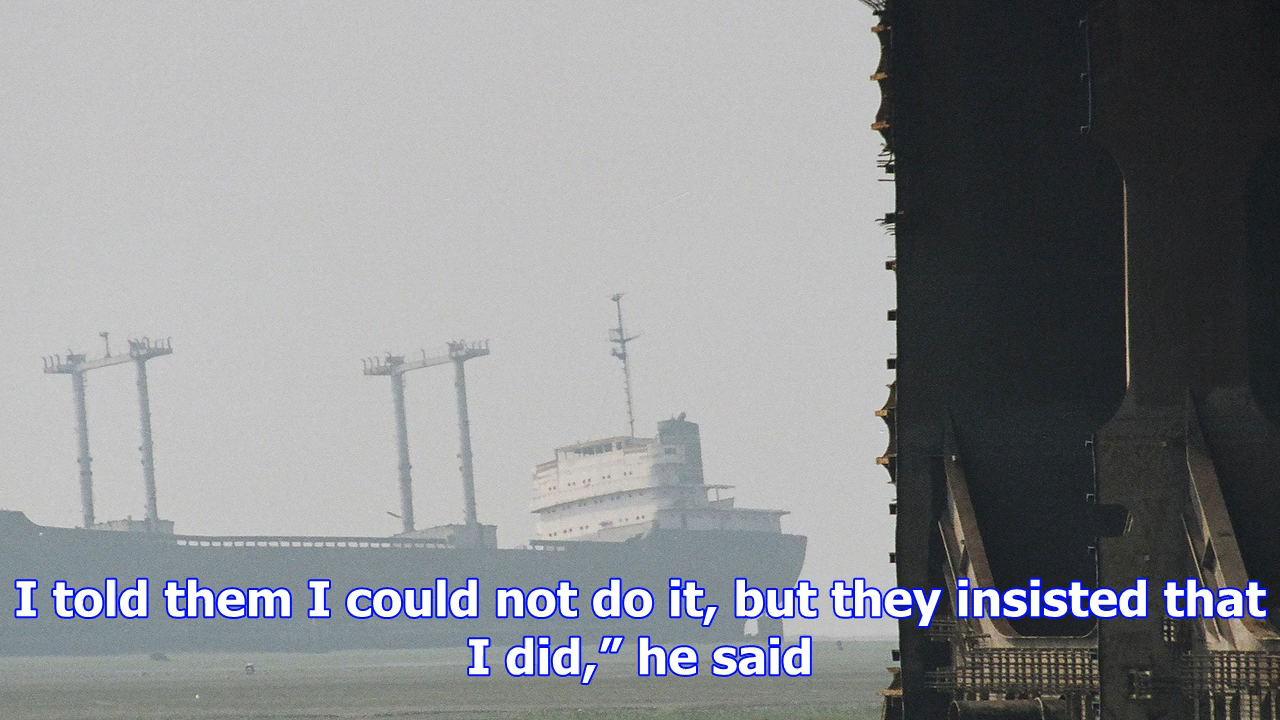 I told them I could not do it, but they insisted that
I did,” he said